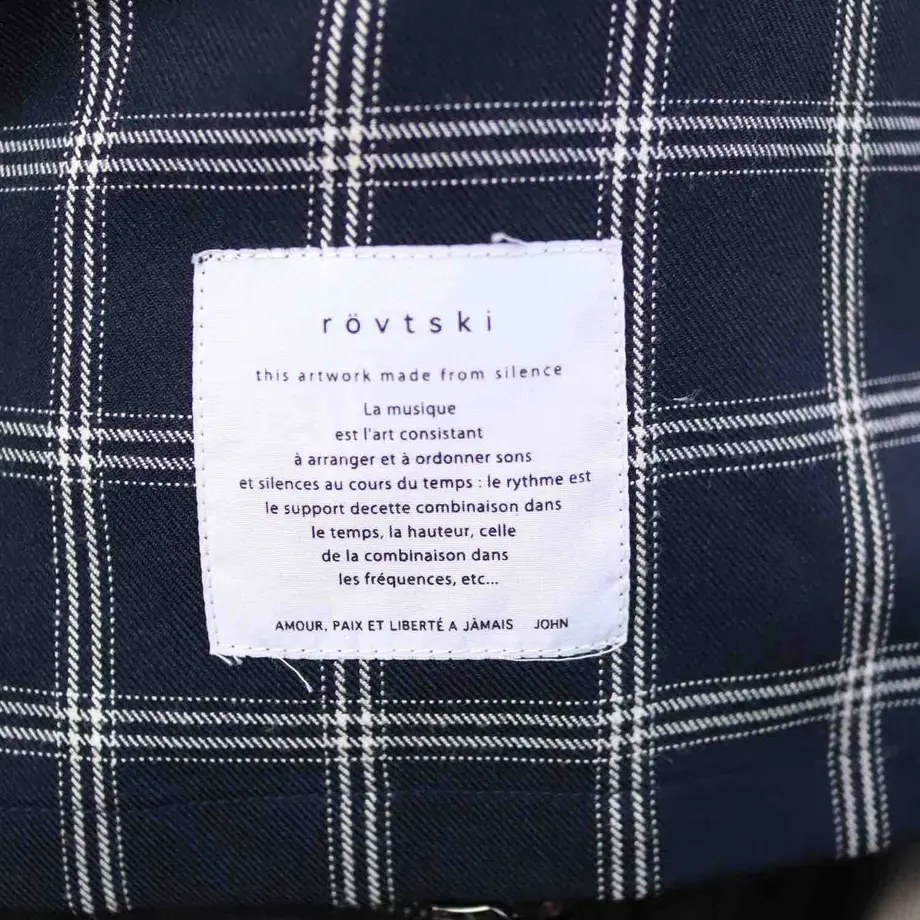 rövtski
this artwork made from silence
La musique
est l'art consistant
à arranger et à ordonner sons
et silences au cours du temps : le rythme est
le support decette combinaison dans
le temps, la hauteur, celle
de la combinaison dans
les fréquences, etc...
AMOUR, PAIX ET LIBERTÉ A JÀMAIS JOHN